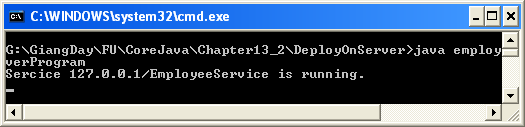 C:\WINDOWS\system32\cmd.exe
G:\GiangDay\FU\CoreJava\Chapter13_2\DeployOnServer>java employ
verProgram
Sercice 127.0.0.1/EmployeeService is running.